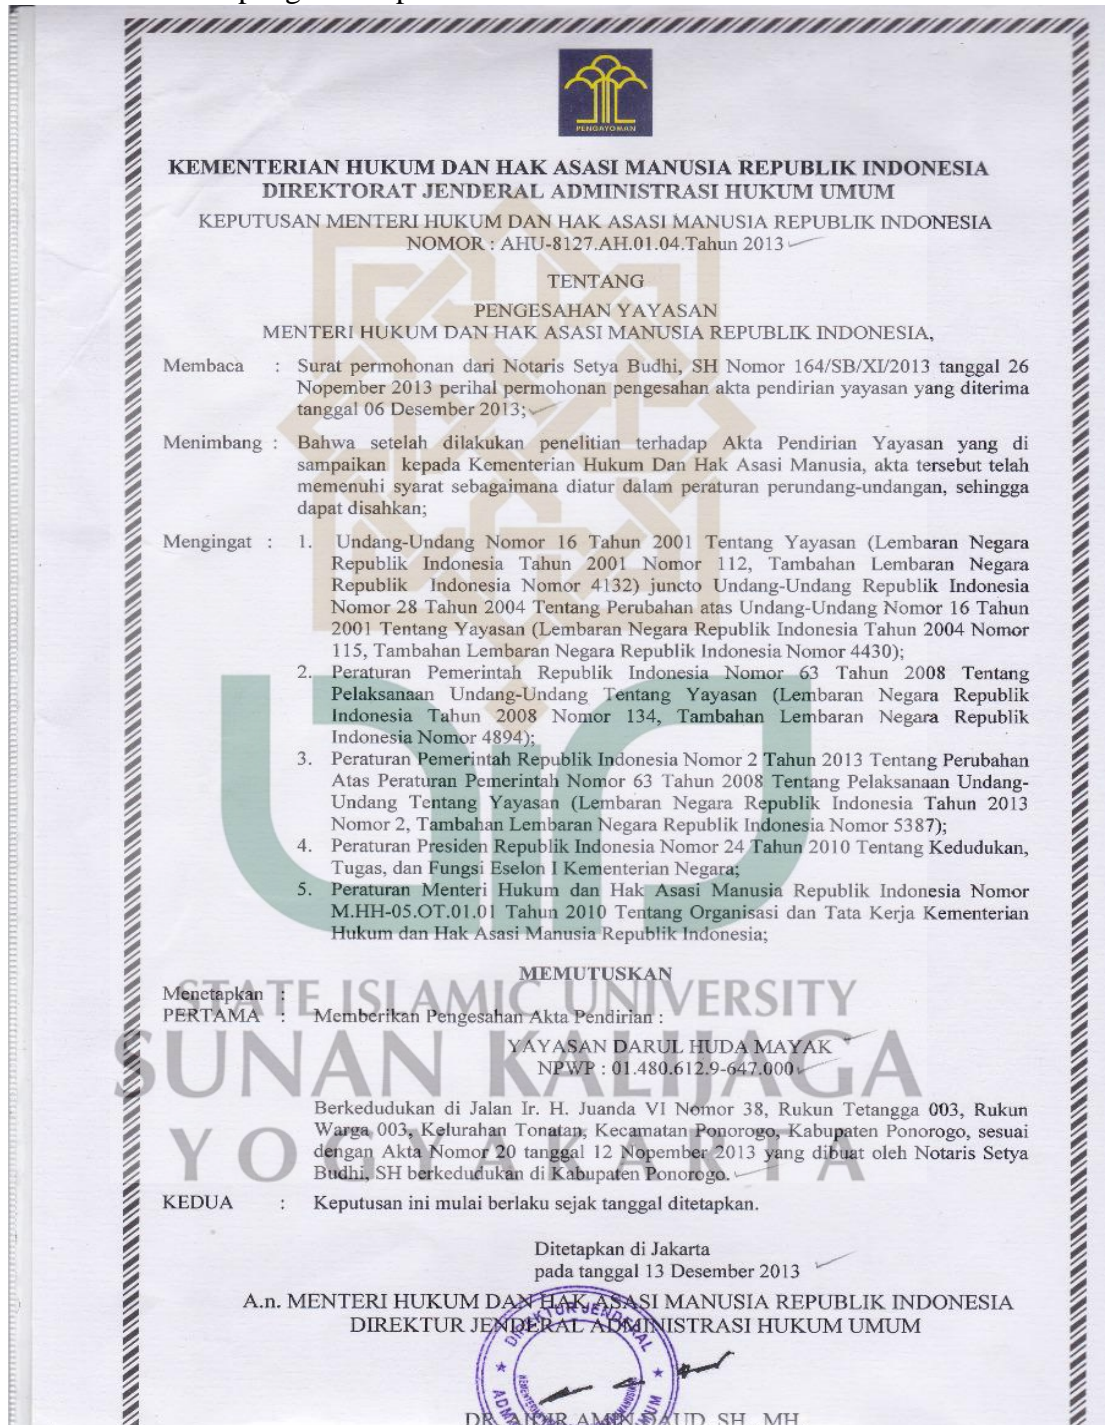 PENGAYOMAN
KEMENTERIAN HUKUM DAN HAK ASASI MANUSIA REPUBLIK INDONESIA
DIREKTORAT JENDERAL ADMINISTRASI HUKUM UMUM
KEPUTUSAN MENTERI HUKUM DAN HAK ASASI MANUSIA REPUBLIK INDONESIA
NOMOR : AHU-8127.AH.01.04.Tahun 2013
TENTANG
PENGESAHAN YAYASAN
MENTERI HUKUM DAN HAK ASASI MANUSIA REPUBLIK INDONESIA,
Membaca : Surat permohonan dari Notaris Setya Budhi, SH Nomor 164/SB/XI/2013 tanggal 26
Nopember 2013 perihal permohonan pengesahan akta pendirian yayasan yang diterima
tanggal 06 Desember 2013;
Menimbang : Bahwa setelah dilakukan penelitian terhadap Akta Pendirian Yayasan yang di
sampaikan kepada Kementerian Hukum Dan Hak Asasi Manusia, akta tersebut telah
memenuhi syarat sebagaimana diatur dalam peraturan perundang-undangan, sehingga
dapat disahkan;
Mengingat : 1. Undang-Undang Nomor 16 Tahun 2001 Tentang Yayasan (Lembaran Negara
Republik Indonesia Tahun 2001 Nomor 112, Tambahan Lembaran Negara
Republik Indonesia Nomor 4132) juncto Undang-Undang Republik Indonesia
Nomor 28 Tahun 2004 Tentang Perubahan atas Undang-Undang Nomor 16 Tahun
2001 Tentang Yayasan (Lembaran Negara Republik Indonesia Tahun 2004 Nomor
115, Tambahan Lembaran Negara Republik Indonesia Nomor 4430);
2. Peraturan Pemerintah Republik Indonesia Nomor 63 Tahun 2008 Tentang
Pelaksanaan Undang-Undang Tentang Yayasan (Lembaran Negara Republik
Indonesia Tahun 2008 Nomor 134, Tambahan Lembaran Negara Republik
Indonesia Nomor 4894);
3. Peraturan Pemerintah Republik Indonesia Nomor 2 Tahun 2013 Tentang Perubahan
Atas Peraturan Pemerintah Nomor 63 Tahun 2008 Tentang Pelaksanaan Undang-
Undang Tentang Yayasan (Lembaran Negara Republik Indonesia Tahun 2013
Nomor 2, Tambahan Lembaran Negara Republik Indonesia Nomor 5387);
4. Peraturan Presiden Republik Indonesia Nomor 24 Tahun 2010 Tentang Kedudukan,
Tugas, dan Fungsi Eselon I Kementerian Negara;
5. Peraturan Menteri Hukum dan Hak Asasi Manusia Republik Indonesia Nomor
M.HH-05.OT.01.01 Tahun 2010 Tentang Organisasi dan Tata Kerja Kementerian
Hukum dan Hak Asasi Manusia Republik Indonesia;
MEMUTUSKAN
Menetapkan :
STATE ISLAMIC UNIVERSITY
PERTAMA : Memberikan Pengesahan Akta Pendirian :
YAYASAN DARUL HUDA MAYAK
SUNAN KALIJAGA
NPWP : 01.480.612.9-647.000
Berkedudukan di Jalan Ir. H. Juanda VI Nomor 38, Rukun Tetangga 003, Rukun
Warga 003, Kelurahan Tonatan, Kecamatan Ponorogo, Kabupaten Ponorogo, sesuai
YOGYAKARTA
dengan Akta Nomor 20 tanggal 12 Nopember 2013 yang dibuat oleh Notaris Setya
Budhi, SH berkedudukan di Kabupaten Ponorogo.
KEDUA : Keputusan ini mulai berlaku sejak tanggal ditetapkan.
Ditetapkan di Jakarta
pada tanggal 13 Desember 2013
A.n. MENTERI HUKUM DAN HAK ASASI MANUSIA REPUBLIK INDONESIA
DIREKTUR JENDERAL ADMINISTRASI HUKUM UMUM
DIREKTUR JENDERAL
DR. AIDIR AMIN DAUD, SH., MH.